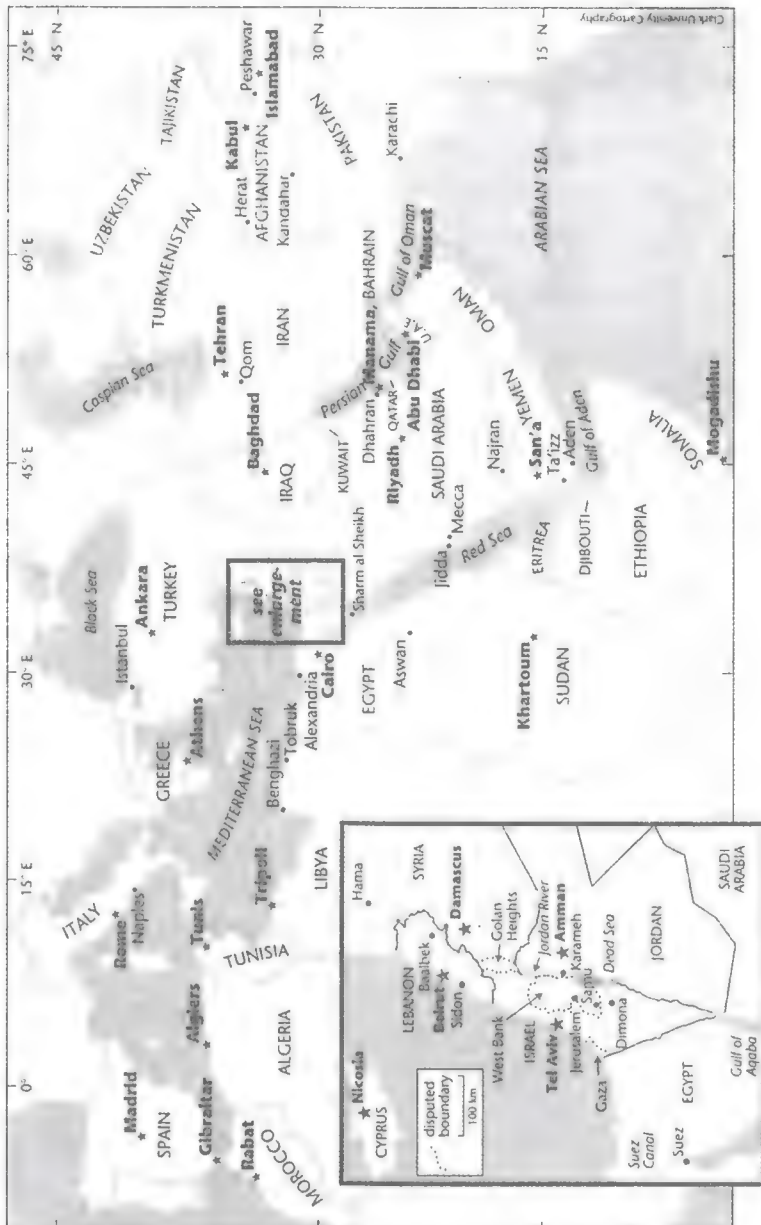 45
30
15
75° E
60° E
45° E
30° E
15° E
0°
UZBEKISTAN
TAJIKISTAN
TURKMENISTAN
Caspian Sea
Kabul
Peshawar
Islamabad
Herat
AFGHANISTAN
Kandahar
PAKISTAN
Karachi
Tehran
Qom
IRAN
Baghdad
IRAQ
KUWAIT
Persian Gulf
Dhahran
Manama, BAHRAIN
Gulf of Oman
Muscat
QATAR
Riyadh
Abu Dhabi
U.A.E.
OMAN
SAUDI ARABIA
ARABIAN SEA
Najran
YEMEN
San'a
Ta'izz
Aden
Gulf of Aden
SOMALIA
Mogadishu
Black Sea
Istanbul
Ankara
TURKEY
see
enlarge-
ment
Sharm al Sheikh
Jidda
Mecca
Red Sea
ERITREA
DJIBOUTI
ETHIOPIA
GREECE
Athens
MEDITERRANEAN SEA
Benghazi
Tobruk
Alexandria
Cairo
EGYPT
Aswan
Khartoum
SUDAN
ITALY
Rome
Naples
Tunis
Tripoli
LIBYA
TUNISIA
Algiers
ALGERIA
Madrid
SPAIN
Gibraltar
Rabat
MOROCCO
Nicosia
CYPRUS
disputed
boundary
100 km
Hama
SYRIA
LEBANON
Baalbek
Beirut
Sidon
Damascus
Golan
Heights
West Bank
Jordan River
ISRAEL
Tel Aviv
Amman
Karameh
Jerusalem
Samu
Dead Sea
Gaza
Dimona
JORDAN
Suez
Canal
Suez
EGYPT
Gulf of
Aqaba
SAUDI
ARABIA
Clark University Cartography